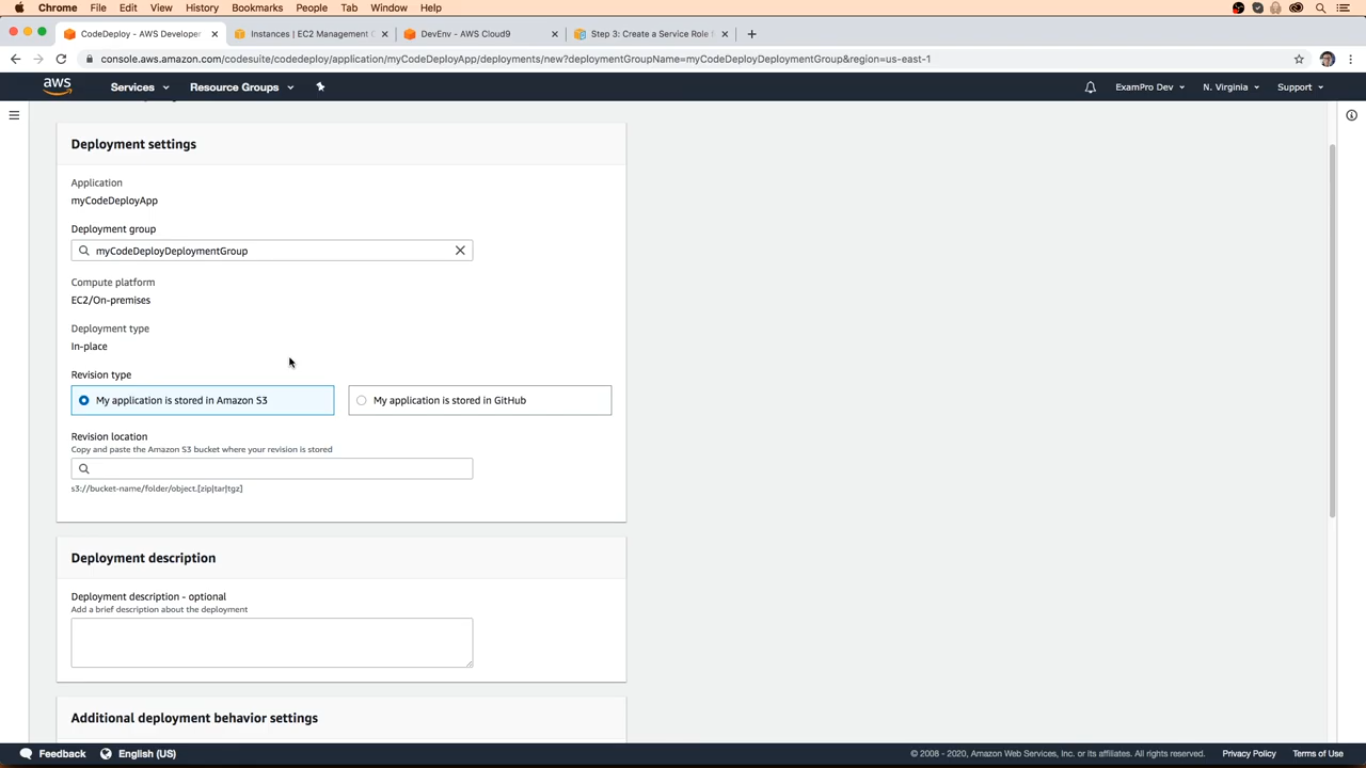 Chrome File Edit View History Bookmarks People Tab Window Help
CodeDeploy - AWS Developer Instances | EC2 Management C DevEnv - AWS Cloud9 Step 3: Create a Service Role
console.aws.amazon.com/codesuite/codedeploy/application/myCodeDeployApp/deployments/new?deploymentGroupName=myCodeDeployDeploymentGroup&region=us-east-1
aws Services Resource Groups ExamPro Dev N. Virginia Support
Deployment settings
Application
myCodeDeployApp
Deployment group
myCodeDeployDeploymentGroup
Compute platform
EC2/On-premises
Deployment type
In-place
Revision type
My application is stored in Amazon S3 My application is stored in GitHub
Revision location
Copy and paste the Amazon S3 bucket where your revision is stored
s3://bucket-name/folder/object.[zip|tar|tgz]
Deployment description
Deployment description - optional
Add a brief description about the deployment
Additional deployment behavior settings
Feedback English (US) © 2008 - 2020, Amazon Web Services, Inc. or its affiliates. All rights reserved. Privacy Policy Terms of Use